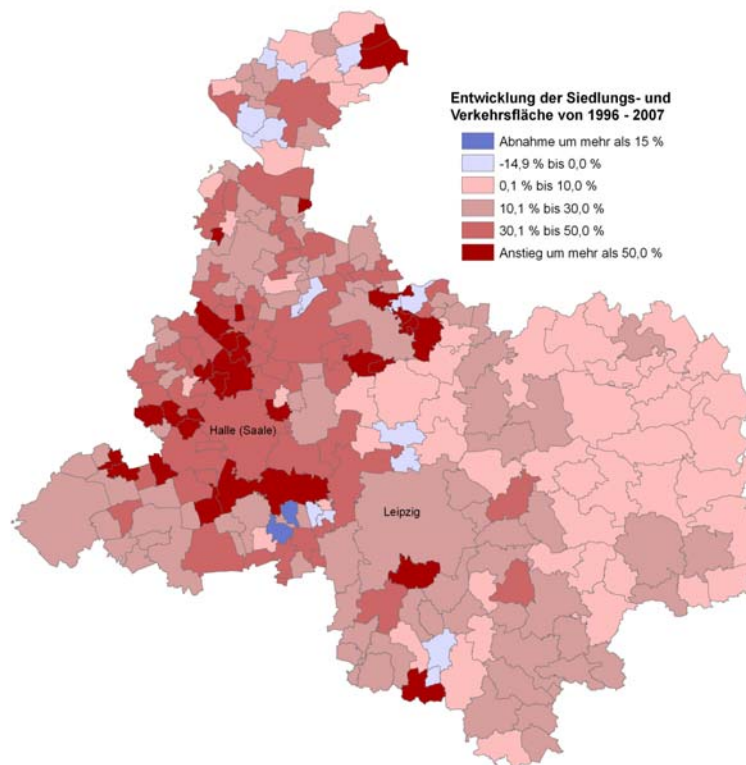 Entwicklung der Siedlungs- und
Verkehrsfläche von 1996 - 2007
Abnahme um mehr als 15 %
-14,9 % bis 0,0 %
0,1 % bis 10,0 %
10,1 % bis 30,0 %
30,1 % bis 50,0 %
Anstieg um mehr als 50,0 %
Halle (Saale)
Leipzig